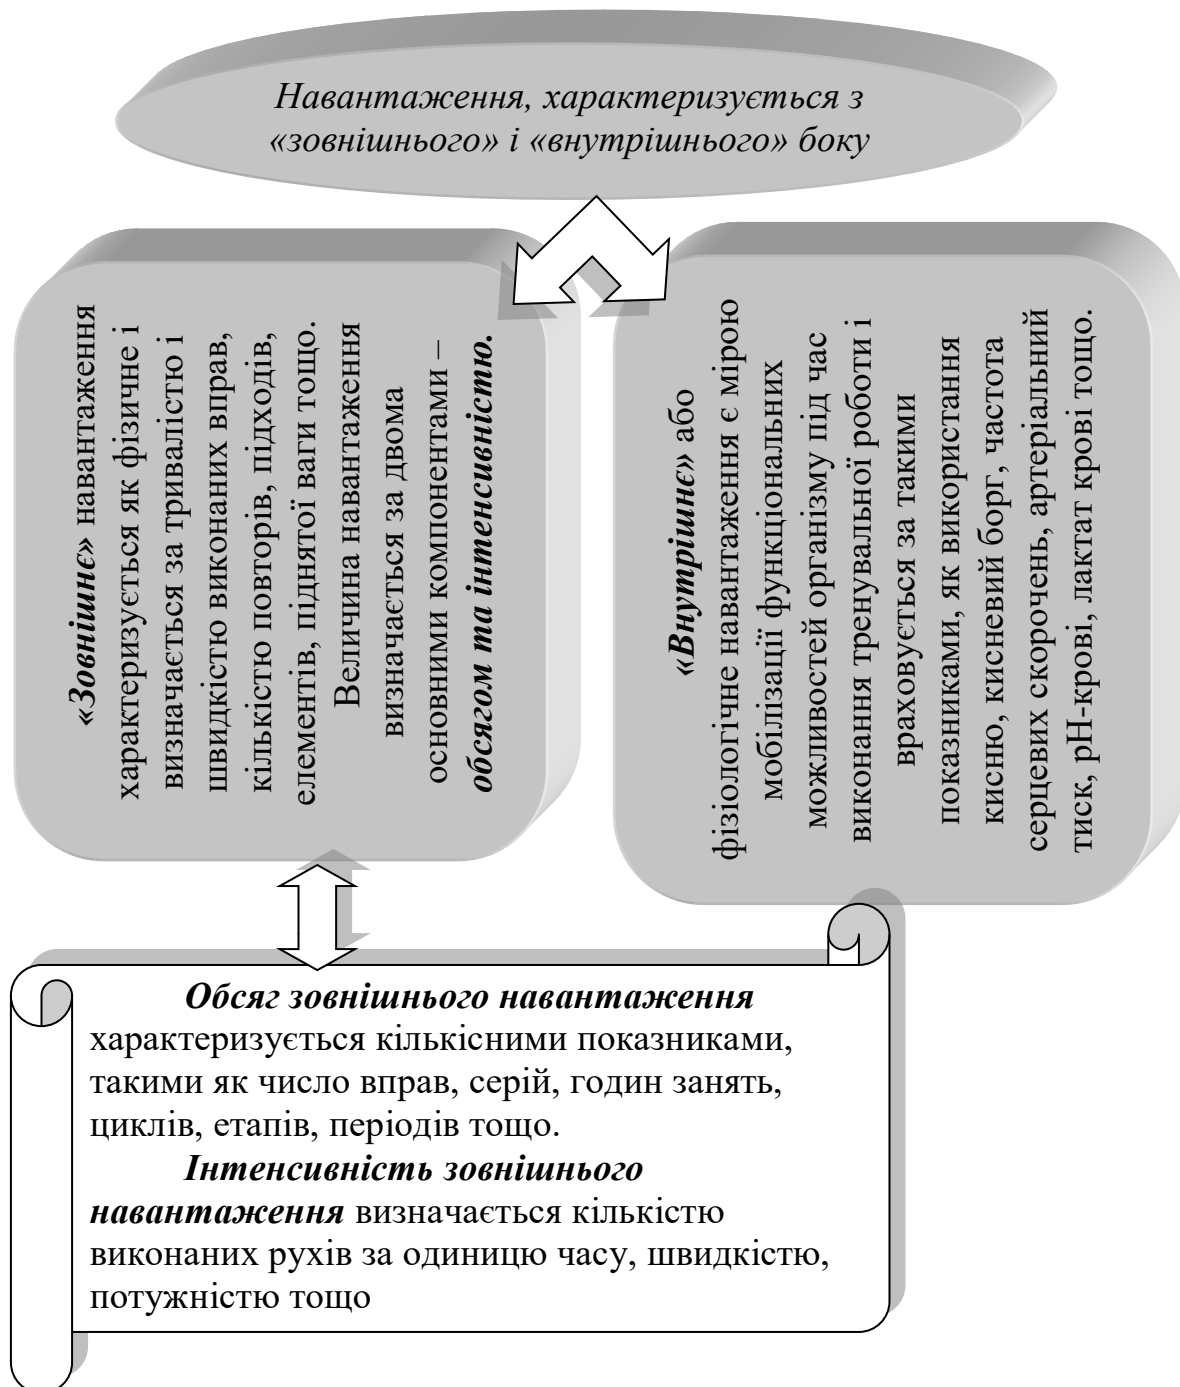 Навантаження, характеризується з
«зовнішнього» і «внутрішнього» боку
«Зовнішнє» навантаження
характеризується як фізичне і
визначається за тривалістю і
швидкістю виконаних вправ,
кількістю повторів, підходів,
елементів, піднятої ваги тощо.
Величина навантаження
визначається за двома
основними компонентами –
обсягом та інтенсивністю.
«Внутрішнє» або
фізіологічне навантаження є мірою
мобілізації функціональних
можливостей організму під час
виконання тренувальної роботи і
враховується за такими
показниками, як використання
кисню, кисневий борг, частота
серцевих скорочень, артеріальний
тиск, рН-крові, лактат крові тощо.
Обсяг зовнішнього навантаження
характеризується кількісними показниками,
такими як число вправ, серій, годин занять,
циклів, етапів, періодів тощо.
Інтенсивність зовнішнього
навантаження визначається кількістю
виконаних рухів за одиницю часу, швидкістю,
потужністю тощо